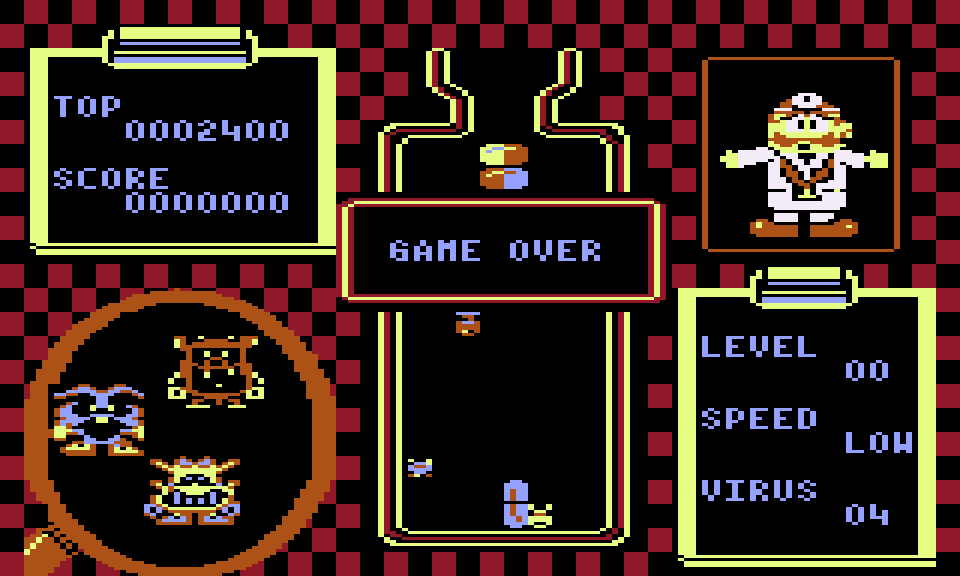 TOP
0002400
SCORE
0000000
GAME OVER
LEVEL
00
SPEED
LOW
VIRUS
04